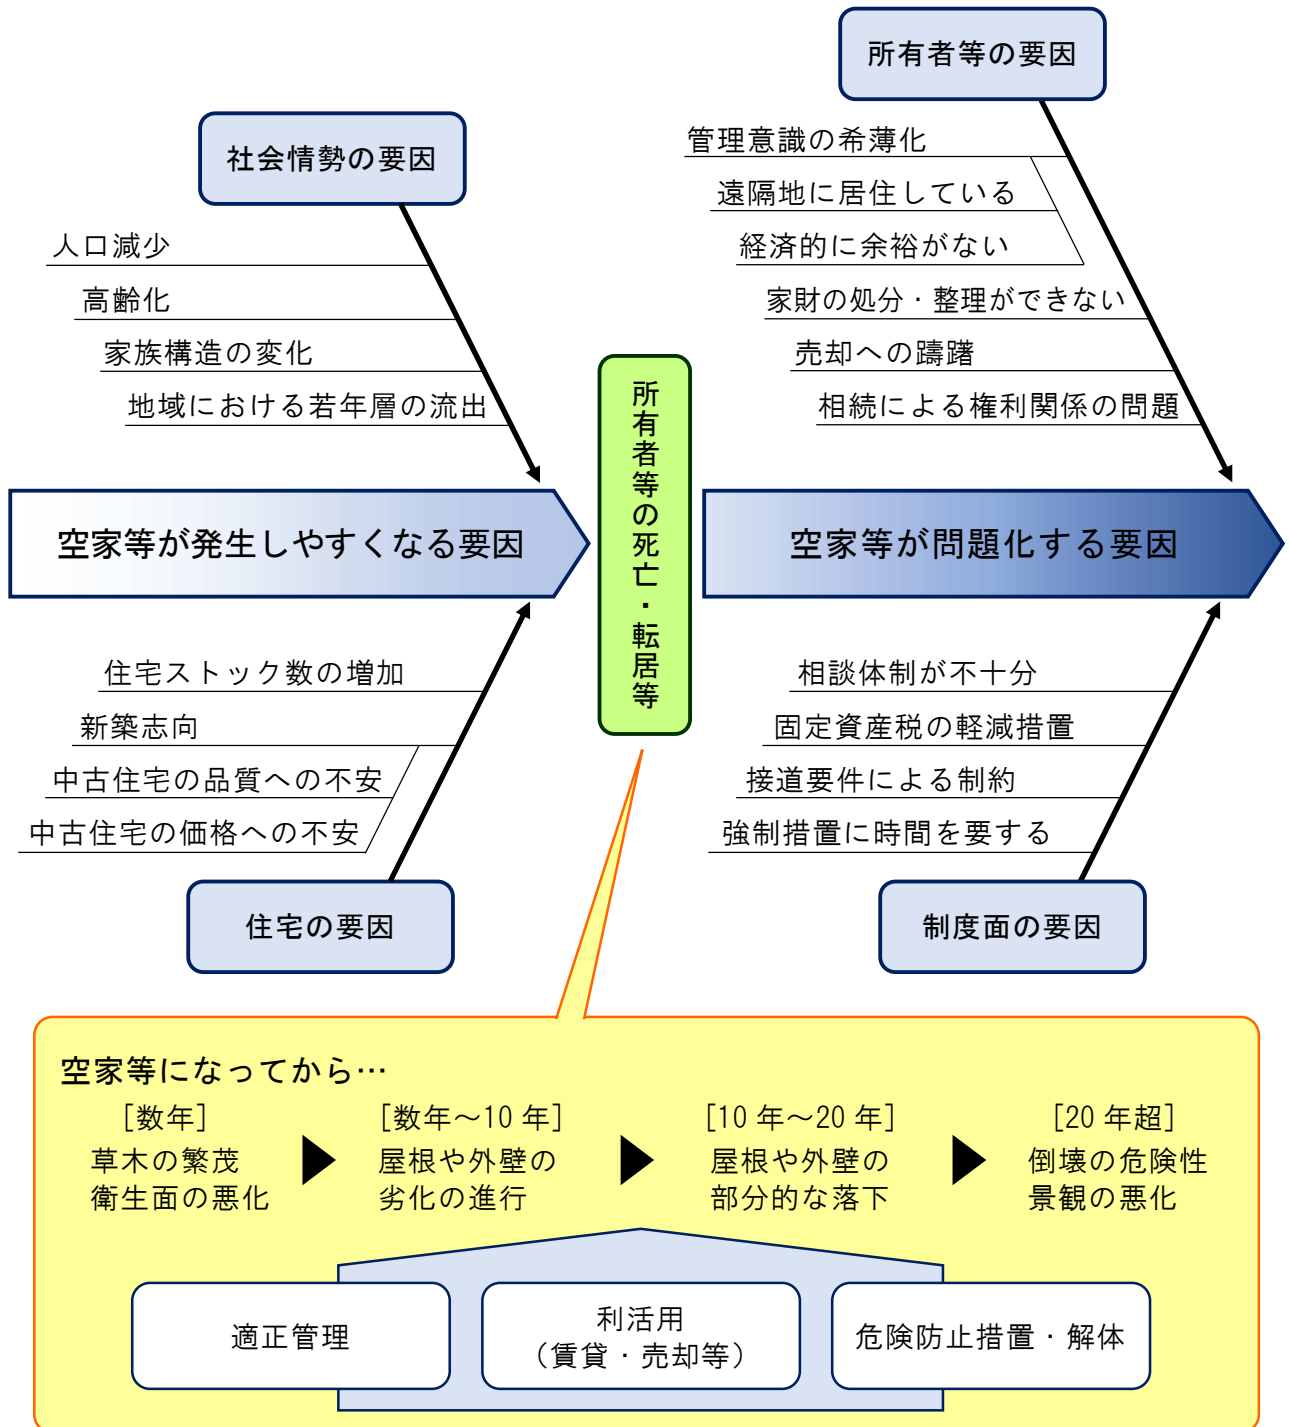 所有者等の要因
管理意識の希薄化
遠隔地に居住している
経済的に余裕がない
家財の処分・整理ができない
売却への躊躇
相続による権利関係の問題
社会情勢の要因
人口減少
高齢化
家族構造の変化
地域における若年層の流出
空家等が発生しやすくなる要因
所有者等の死亡・転居等
空家等が問題化する要因
住宅ストック数の増加
新築志向
中古住宅の品質への不安
中古住宅の価格への不安
住宅の要因
相談体制が不十分
固定資産税の軽減措置
接道要件による制約
強制措置に時間を要する
制度面の要因
空家等になってから…
［数年］
草木の繁茂
衛生面の悪化
［数年～10 年］
屋根や外壁の
劣化の進行
［10 年～20 年］
屋根や外壁の
部分的な落下
［20 年超］
倒壊の危険性
景観の悪化
適正管理
利活用
（賃貸・売却等）
危険防止措置・解体